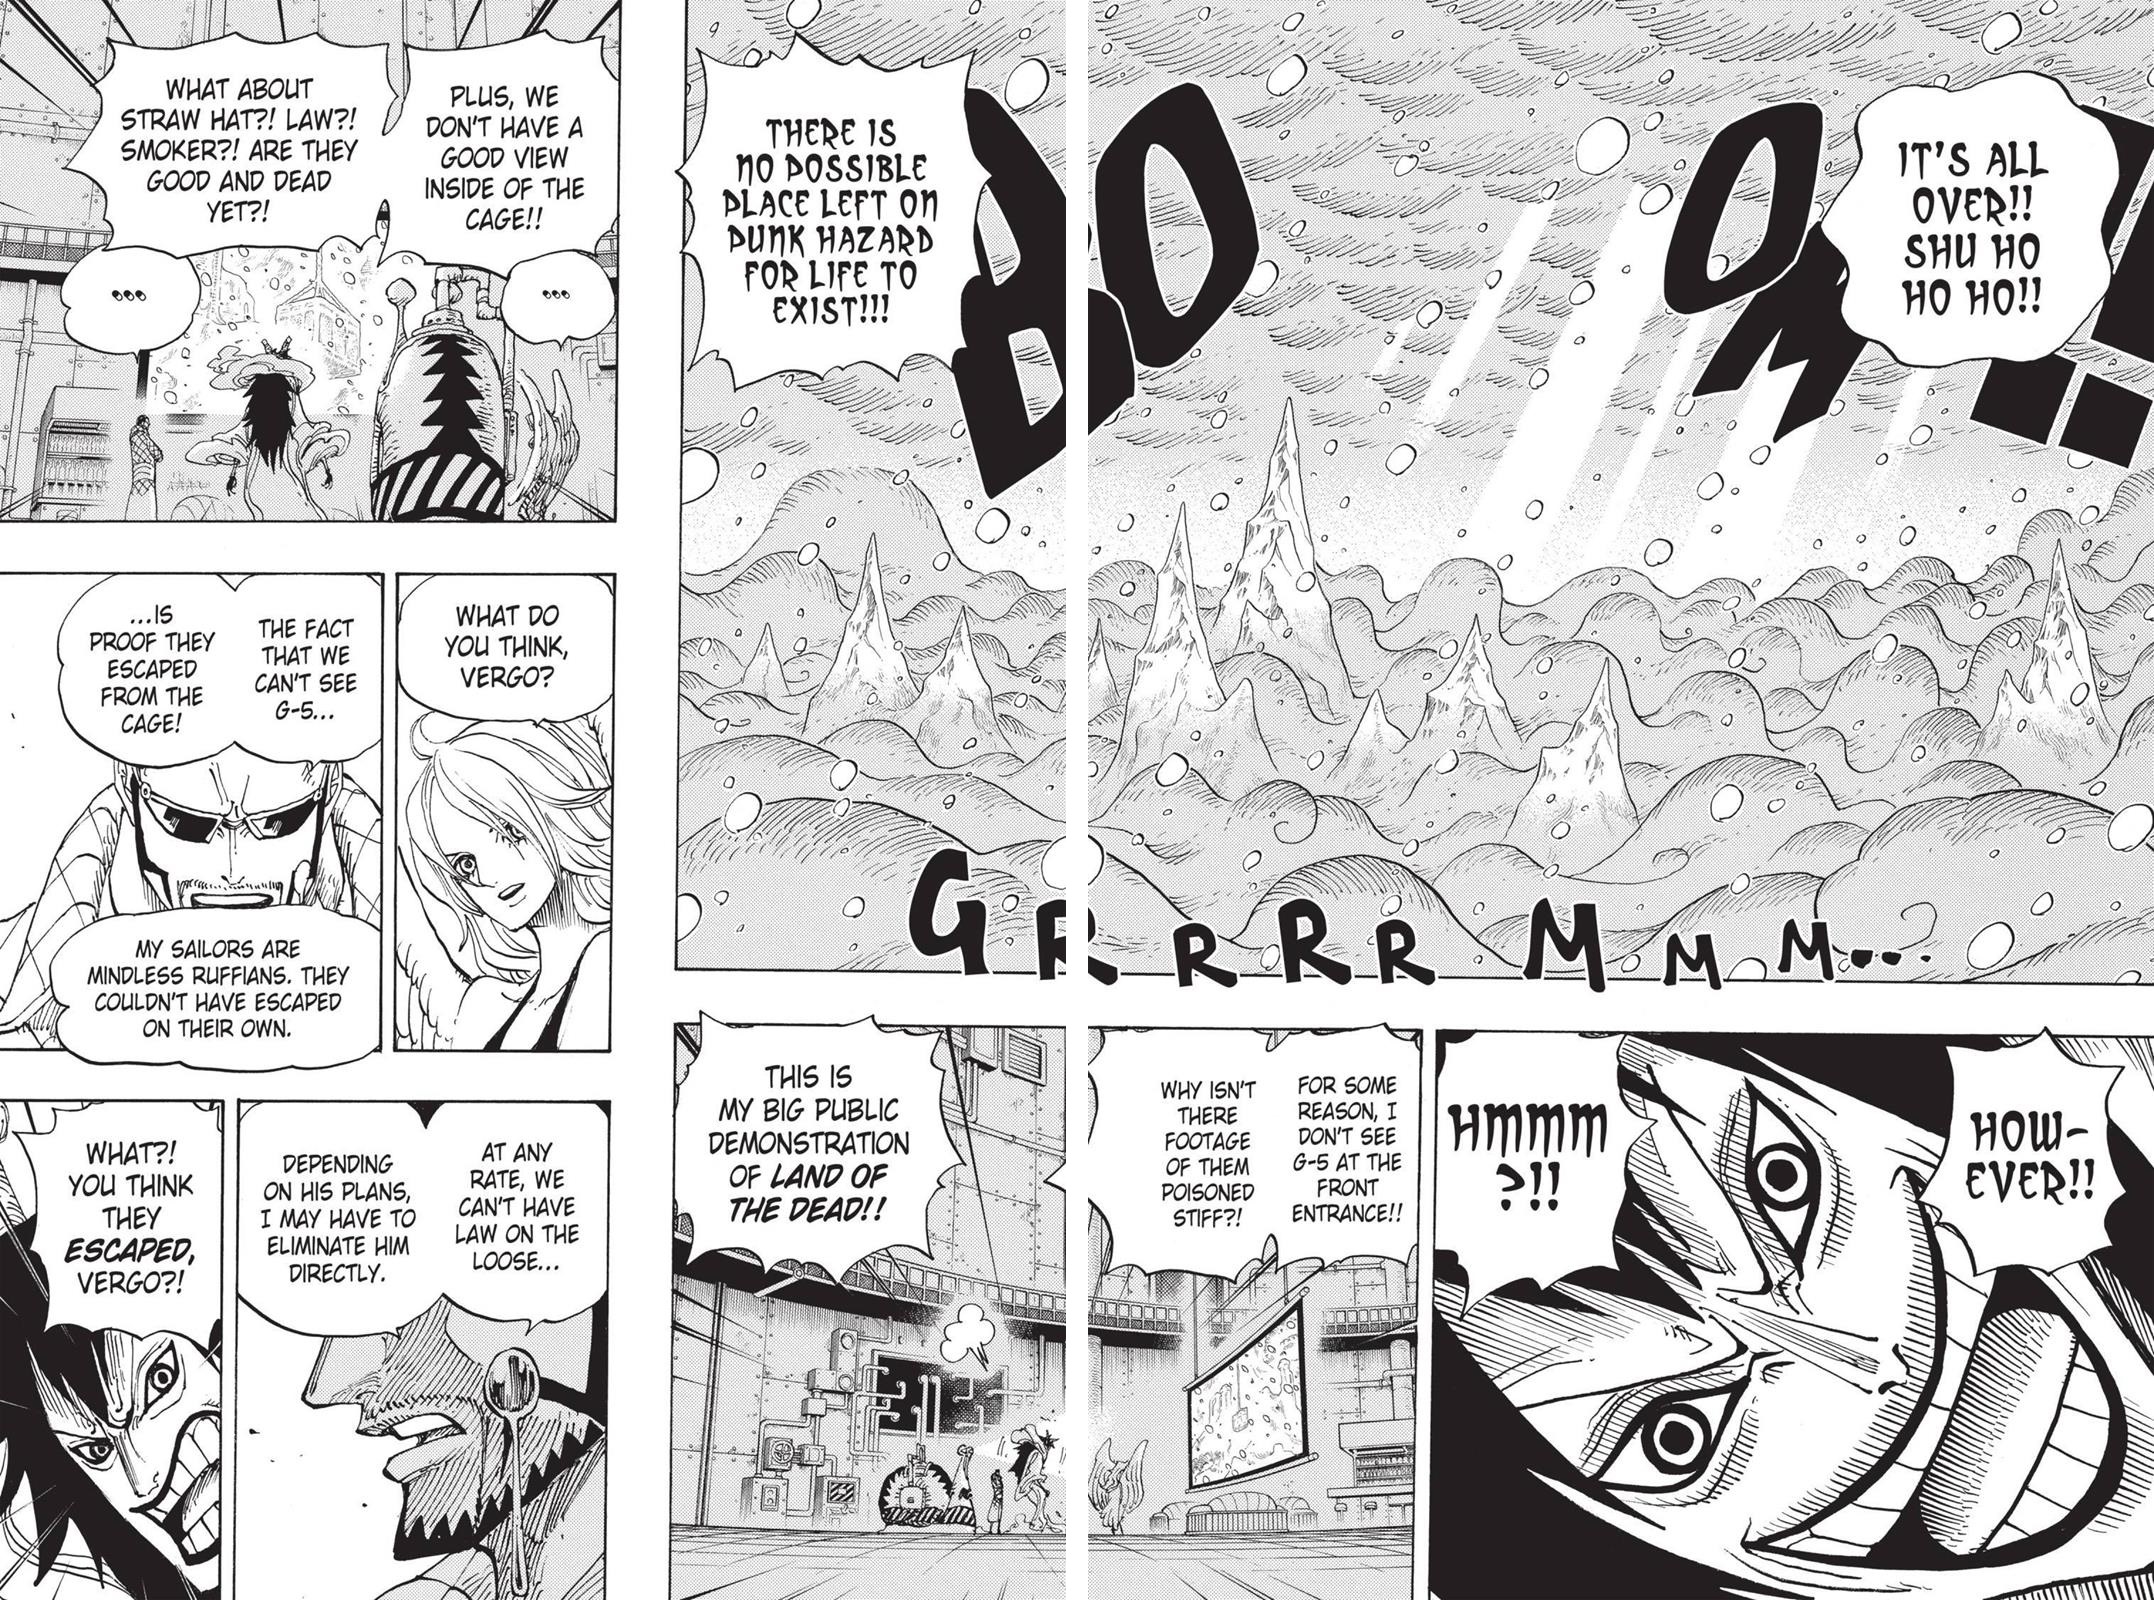 IT'S ALL
OVER!!
SHU HO
HO HO!!
BOOM!!
THERE IS
NO POSSIBLE
PLACE LEFT ON
PUNK HAZARD
FOR LIFE TO
EXIST!!!
GRRRRMMM...
HOW-
EVER!!
HMMM
?!!
FOR SOME
REASON, I
DON'T SEE
G-5 AT THE
FRONT
ENTRANCE!!
WHY ISN'T
THERE
FOOTAGE
OF THEM
POISONED
STIFF?!
THIS IS
MY BIG PUBLIC
DEMONSTRATION
OF LAND OF
THE DEAD!!
PLUS, WE
DON'T HAVE A
GOOD VIEW
INSIDE OF THE
CAGE!!
WHAT ABOUT
STRAW HAT?! LAW?!
SMOKER?! ARE THEY
GOOD AND DEAD
YET?!
...
...
WHAT DO
YOU THINK,
VERGO?
THE FACT
THAT WE
CAN'T SEE
G-5...
...IS
PROOF THEY
ESCAPED
FROM THE
CAGE!
MY SAILORS ARE
MINDLESS RUFFIANS. THEY
COULDN'T HAVE ESCAPED
ON THEIR OWN.
AT ANY
RATE, WE
CAN'T HAVE
LAW ON THE
LOOSE...
DEPENDING
ON HIS PLANS,
I MAY HAVE TO
ELIMINATE HIM
DIRECTLY.
WHAT?!
YOU THINK
THEY
ESCAPED,
VERGO?!